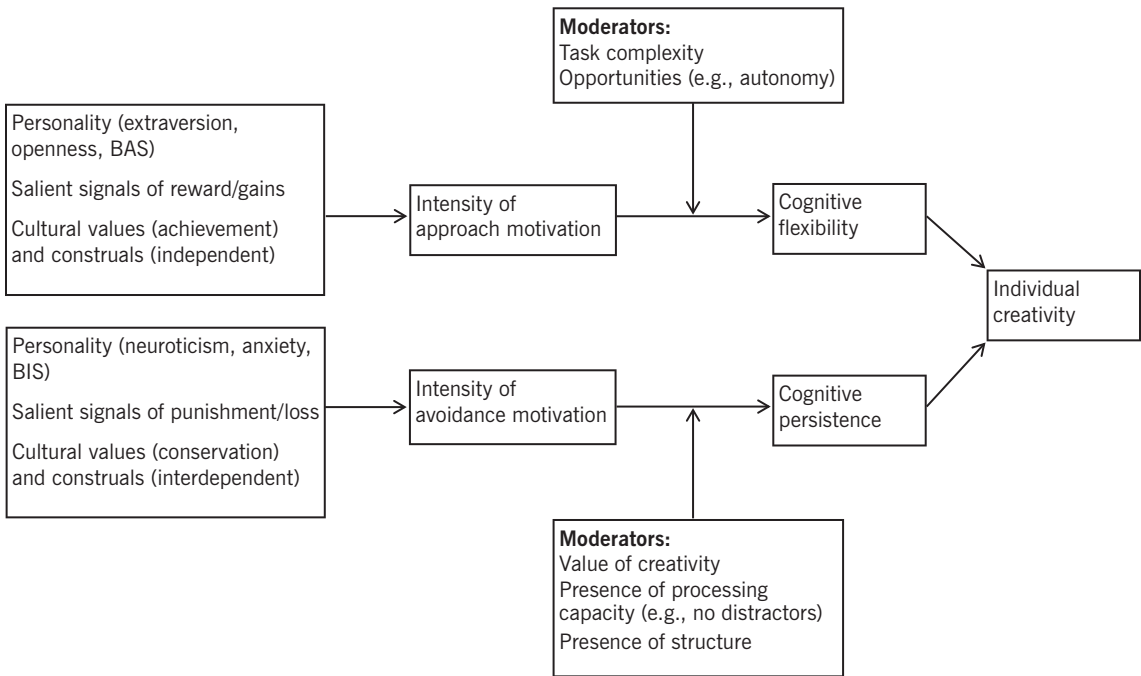 Moderators:
Task complexity
Opportunities (e.g., autonomy)
Personality (extraversion,
openness, BAS)
Salient signals of reward/gains
Cultural values (achievement)
and construals (independent)
Intensity of
approach motivation
Cognitive
flexibility
Individual
creativity
Personality (neuroticism, anxiety,
BIS)
Salient signals of punishment/loss
Cultural values (conservation)
and construals (interdependent)
Intensity of
avoidance motivation
Cognitive
persistence
Moderators:
Value of creativity
Presence of processing
capacity (e.g., no distractors)
Presence of structure